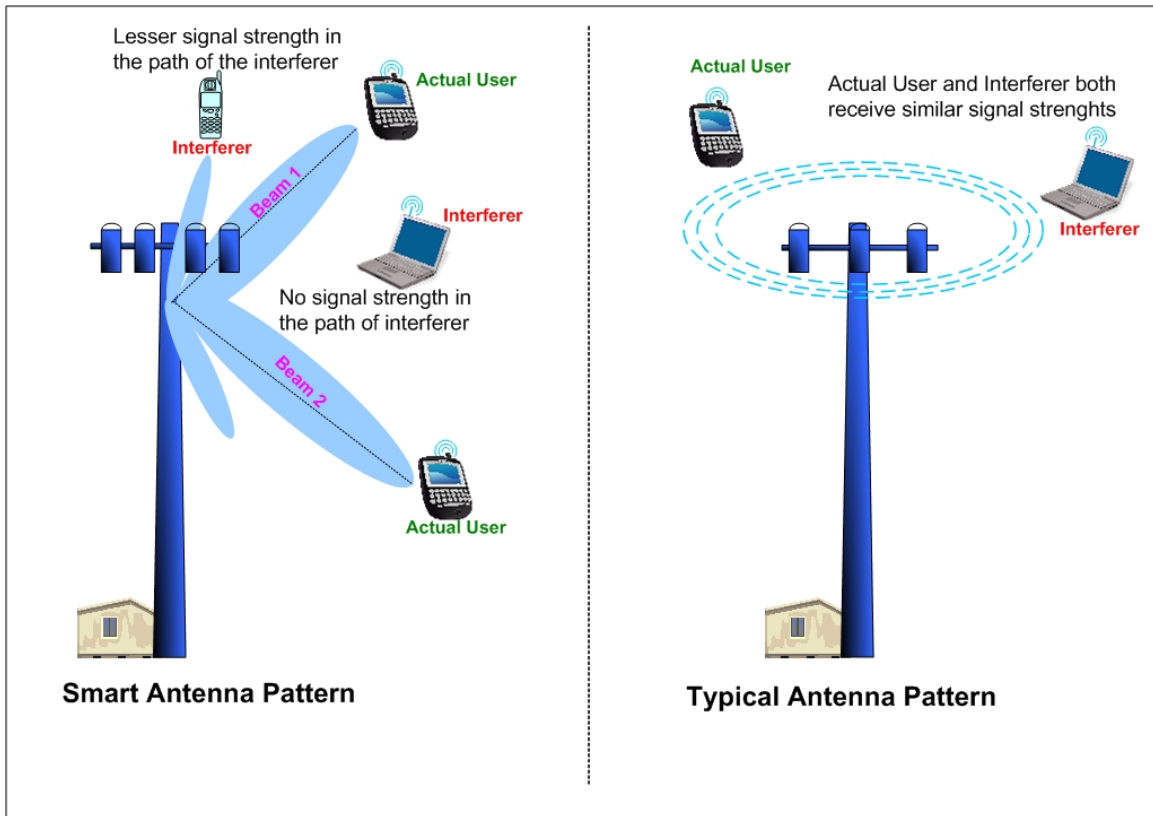 Lesser signal strength in
the path of the interferer
Actual User
Interferer
Beam 1
Interferer
No signal strength in
the path of interferer
Beam 2
Actual User
Smart Antenna Pattern
Actual User
Actual User and Interferer both
receive similar signal strenghts
Interferer
Typical Antenna Pattern